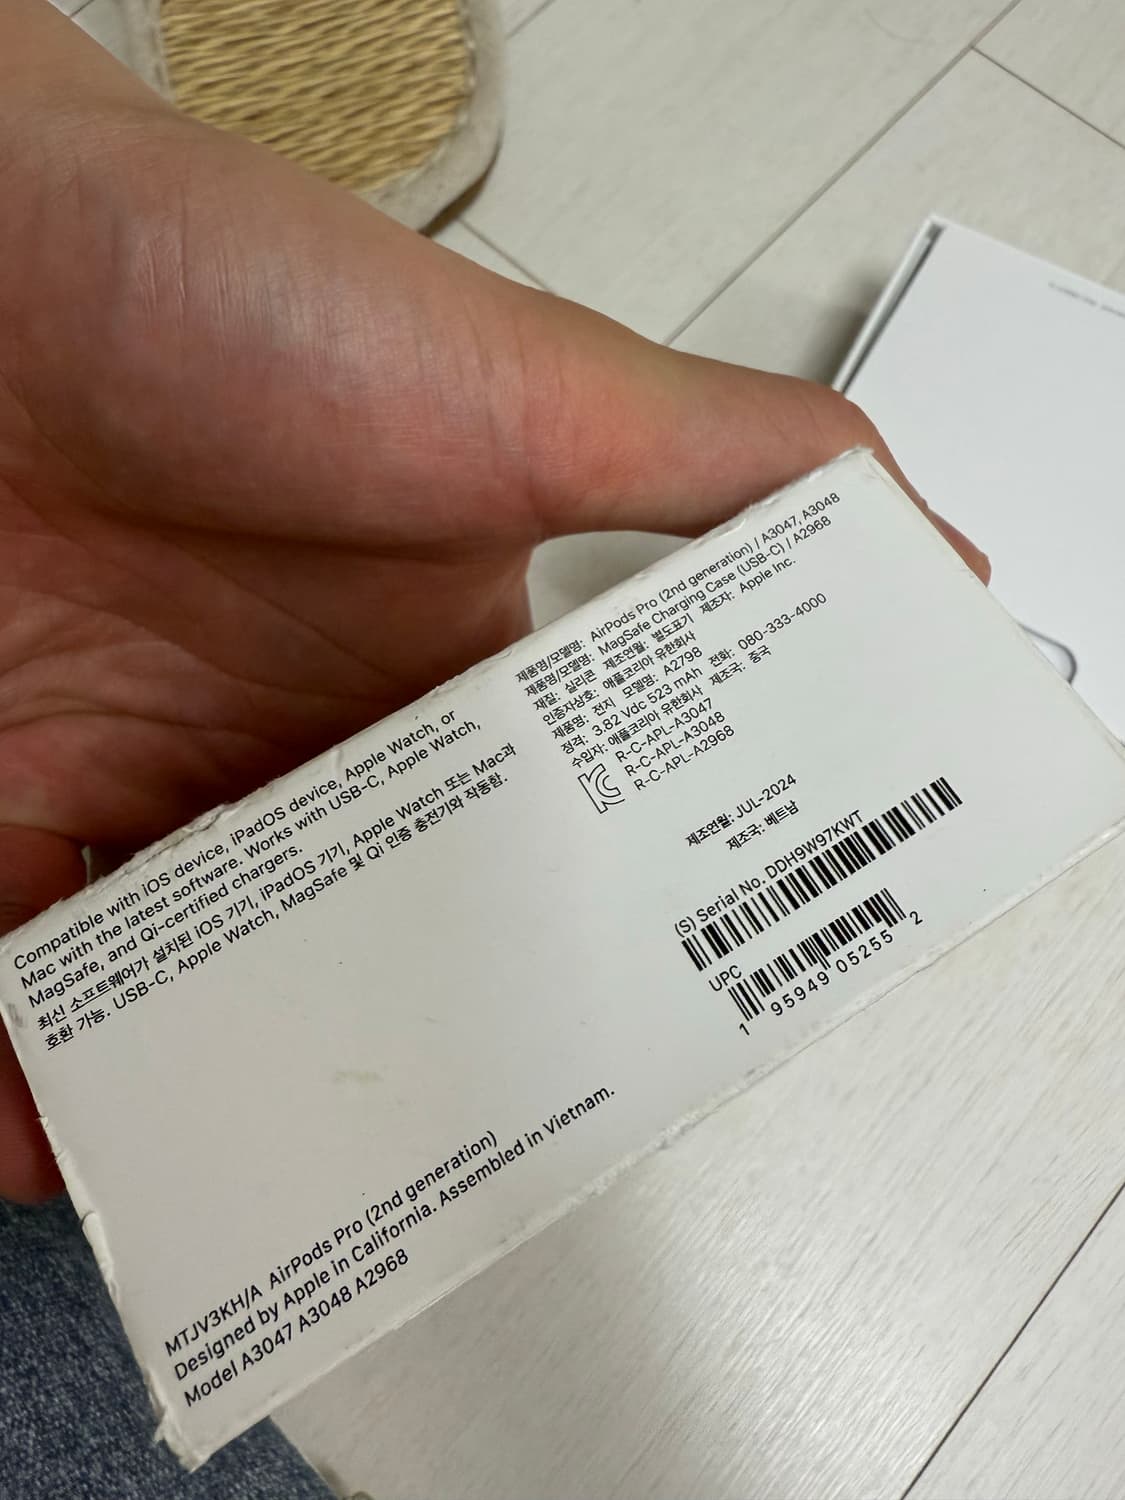 Compatible with iOS device, iPadOS device, Apple Watch, or
Mac with the latest software. Works with USB-C, Apple Watch,
MagSafe, and Qi-certified chargers.
최신 소프트웨어가 설치된 iOS 기기, iPadOS 기기, Apple Watch 또는 Mac과
호환 가능. USB-C, Apple Watch, MagSafe 및 Qi 인증 충전기와 작동함.
제품명/모델명: AirPods Pro (2nd generation) / A3047, A3048
제품명/모델명: MagSafe Charging Case (USB-C) / A2968
재질: 실리콘 제조연월: 별도표기 제조자: Apple Inc.
인증자상호: 애플코리아 유한회사
제품명: 전지 모델명: A2798
정격: 3.82 Vdc 523 mAh 전화: 080-333-4000
수입자: 애플코리아 유한회사 제조국: 중국
R-C-APL-A3047
R-C-APL-A3048
R-C-APL-A2968
제조연월: JUL-2024
제조국: 베트남
(S) Serial No. DDH9W97KWT
UPC
1 95949 05255 2
MTJV3KH/A AirPods Pro (2nd generation)
Designed by Apple in California. Assembled in Vietnam.
Model A3047 A3048 A2968